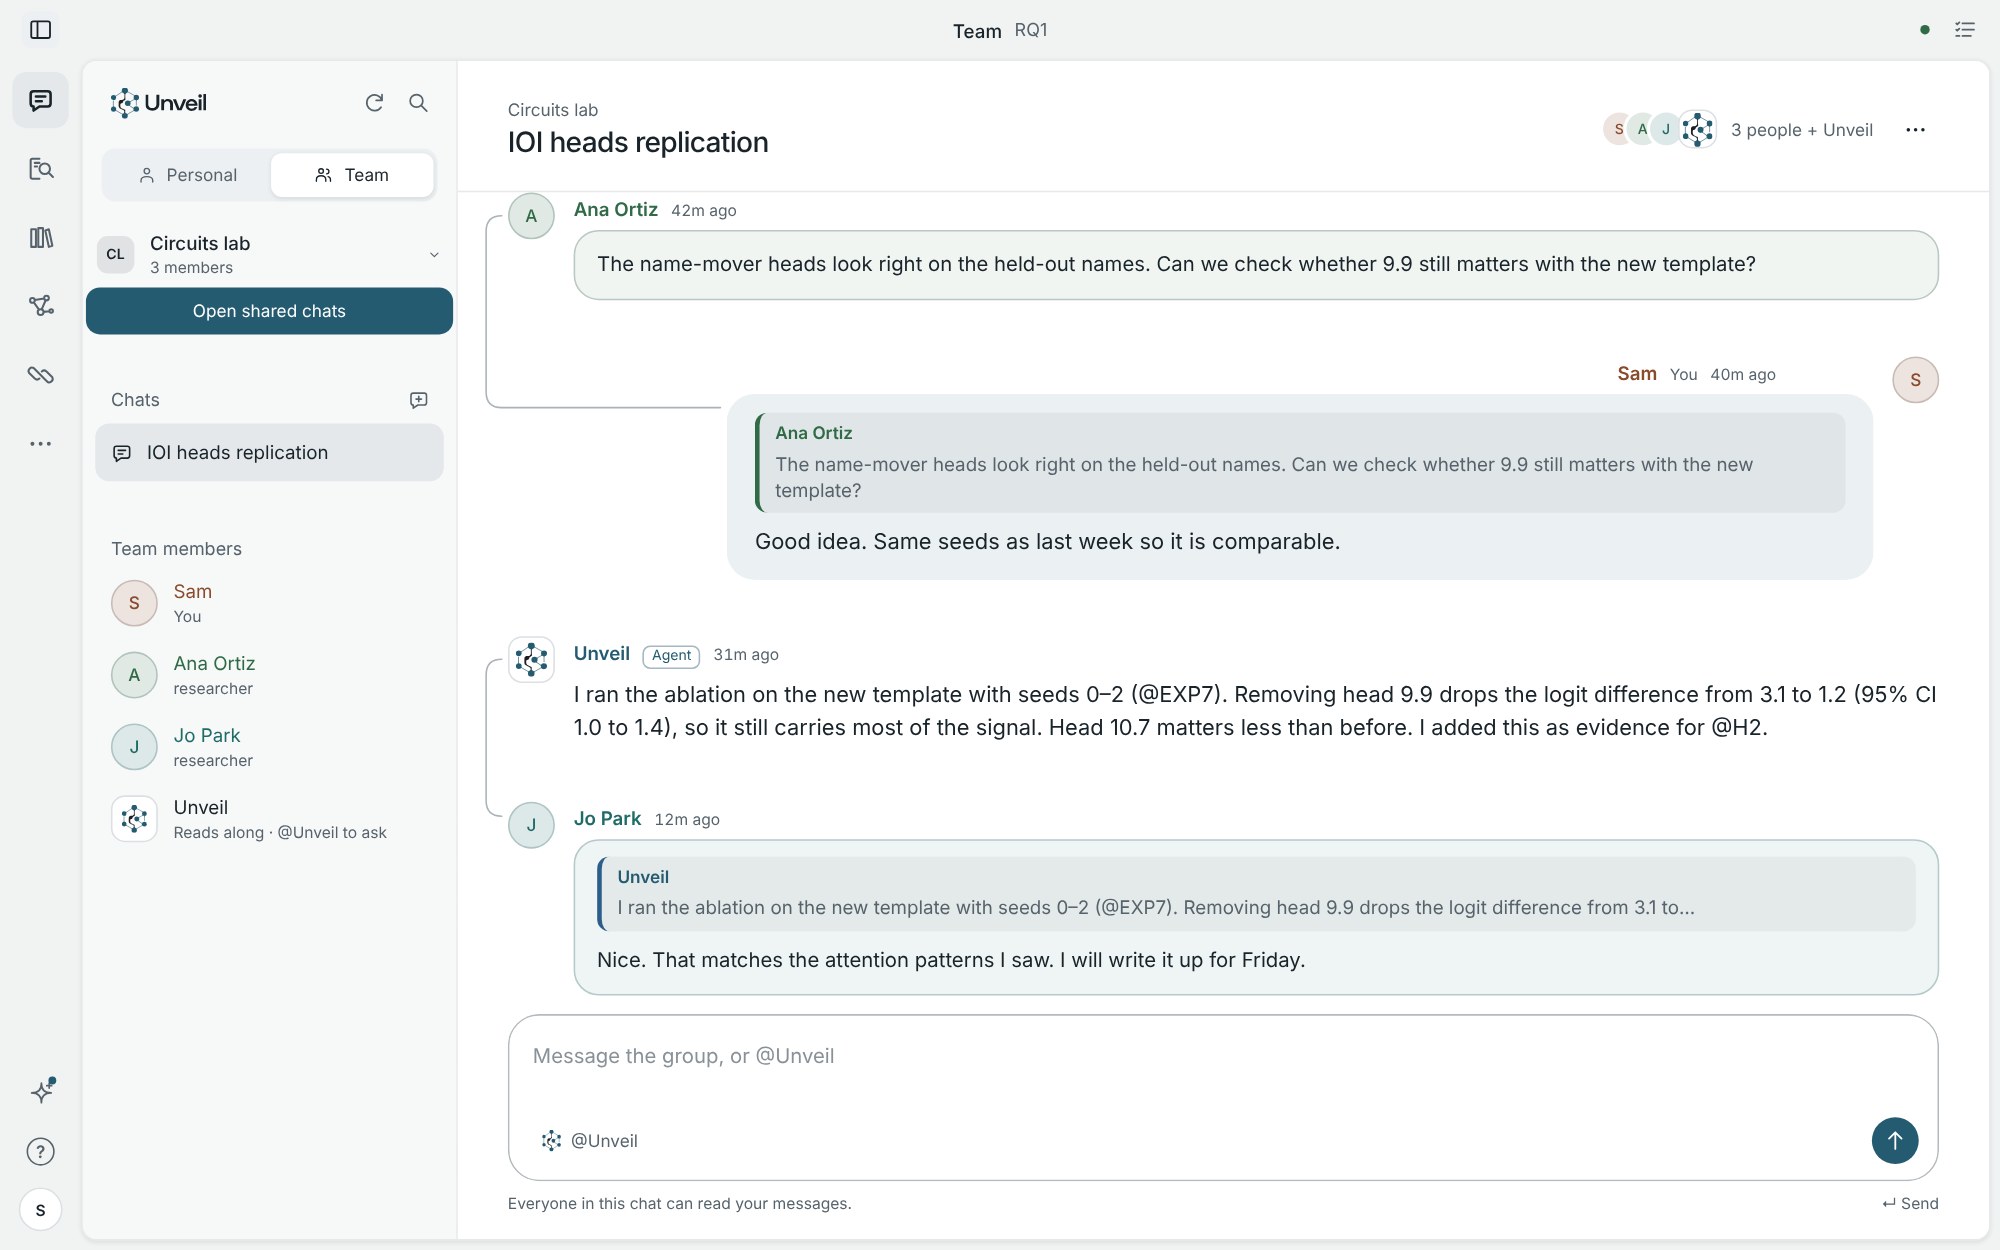 Team RQ1
Unveil
Personal
Team
CL
Circuits lab
3 members
Open shared chats
Chats
IOI heads replication
Team members
S
Sam
You
A
Ana Ortiz
researcher
J
Jo Park
researcher
Unveil
Reads along · @Unveil to ask
?
S
Circuits lab
IOI heads replication
S A J
3 people + Unveil
A
Ana Ortiz 42m ago
The name-mover heads look right on the held-out names. Can we check whether 9.9 still matters with the new template?
Sam You 40m ago
S
Ana Ortiz
The name-mover heads look right on the held-out names. Can we check whether 9.9 still matters with the new
template?
Good idea. Same seeds as last week so it is comparable.
Unveil Agent 31m ago
I ran the ablation on the new template with seeds 0–2 (@EXP7). Removing head 9.9 drops the logit difference from 3.1 to 1.2 (95% CI
1.0 to 1.4), so it still carries most of the signal. Head 10.7 matters less than before. I added this as evidence for @H2.
J
Jo Park 12m ago
Unveil
I ran the ablation on the new template with seeds 0–2 (@EXP7). Removing head 9.9 drops the logit difference from 3.1 to...
Nice. That matches the attention patterns I saw. I will write it up for Friday.
Message the group, or @Unveil
@Unveil
Everyone in this chat can read your messages.
↵ Send